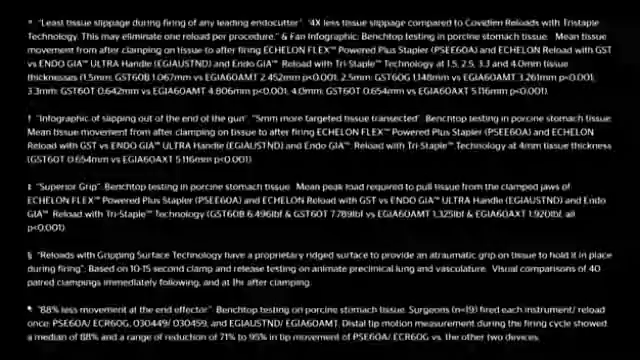 * "Least tissue slippage during firing of any leading endocutter". "4X less tissue slippage compared to Covidien Reloads with Tristaple
Technology. This may eliminate one reload per procedure." & Fan Infographic: Benchtop testing in porcine stomach tissue. Mean tissue
movement from after clamping on tissue to after firing ECHELON FLEX™ Powered Plus Stapler (PSEE60A) and ECHELON Reload with GST
vs ENDO GIA™ ULTRA Handle (EGIAUSTND) and Endo GIA™ Reload with Tri-Staple™ Technology at 1.5, 2.5, 3.3 and 4.0mm tissue
thicknesses (1.5mm: GST60B 1.067mm vs EGIA60AMT 2.452mm p<0.001, 2.5mm: GST60G 1.148mm vs EGIA60AMT 3.261mm p<0.001,
3.3mm: GST60T 0.642mm vs EGIA60AMT 4.806mm p<0.001, 4.0mm: GST60T 0.654mm vs EGIA60AXT 5.116mm p<0.001).
† "Infographic of slipping out of the end of the gun". "5mm more targeted tissue transected". Benchtop testing in porcine stomach tissue.
Mean tissue movement from after clamping on tissue to after firing ECHELON FLEX™ Powered Plus Stapler (PSEE60A) and ECHELON
Reload with GST vs ENDO GIA™ ULTRA Handle (EGIAUSTND) and Endo GIA™ Reload with Tri-Staple™ Technology at 4mm tissue thickness
(GST60T 0.654mm vs EGIA60AXT 5.116mm p<0.001)
‡ "Superior Grip". Benchtop testing in porcine stomach tissue. Mean peak load required to pull tissue from the clamped jaws of
ECHELON FLEX™ Powered Plus Stapler (PSEE60A) and ECHELON Reload with GST vs ENDO GIA™ ULTRA Handle (EGIAUSTND) and Endo
GIA™ Reload with Tri-Staple™ Technology (GST60B 6.496lbf & GST60T 7.789lbf vs EGIA60AMT 1.325lbf & EGIA60AXT 1.920lbf, all
p<0.001).
§ "Reloads with Gripping Surface Technology have a proprietary ridged surface to provide an atraumatic grip on tissue to hold it in place
during firing". Based on 10-15 second clamp and release testing on animate preclinical lung and vasculature. Visual comparisons of 40
paired clampings immediately following, and at 1hr after clamping.
¶ "88% less movement at the end effector". Benchtop testing on porcine stomach tissue. Surgeons (n=19) fired each instrument/ reload
once: PSE60A/ ECR60G, 030449/ 030459, and EGIAUSTND/ EGIA60AMT. Distal tip motion measurement during the firing cycle showed
a median of 88% and a range of reduction of 71% to 95% in tip movement of PSE60A/ ECR60G vs. the other two devices.